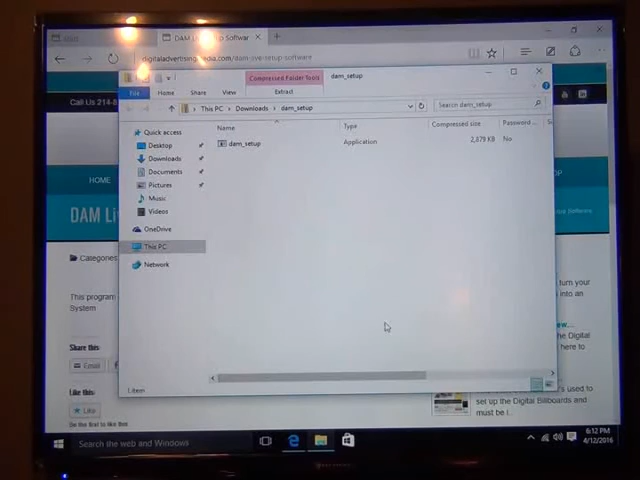 Start
digitaladvertisingmedia.com/dam-live-setup-software
Call Us 214-8
HOME
DAM Li
Categories
This program
System
Share this
Email
Like this:
Like
Be the first to like this
Compressed Folder Tools
dam_setup
File
Home
Share
View
Extract
This PC > Downloads > dam_setup
Search dam_setup
Name
Type
Compressed size
Password ...
dam_setup
Application
2,879 KB
No
Quick access
Desktop
Downloads
Documents
Pictures
Music
Videos
OneDrive
This PC
Network
1 item
Software
turn your
into an
ew...
the Digital
here to
's used to
set up the Digital Billboards and
must be i...
Search the web and Windows
6:12 PM
4/12/2016